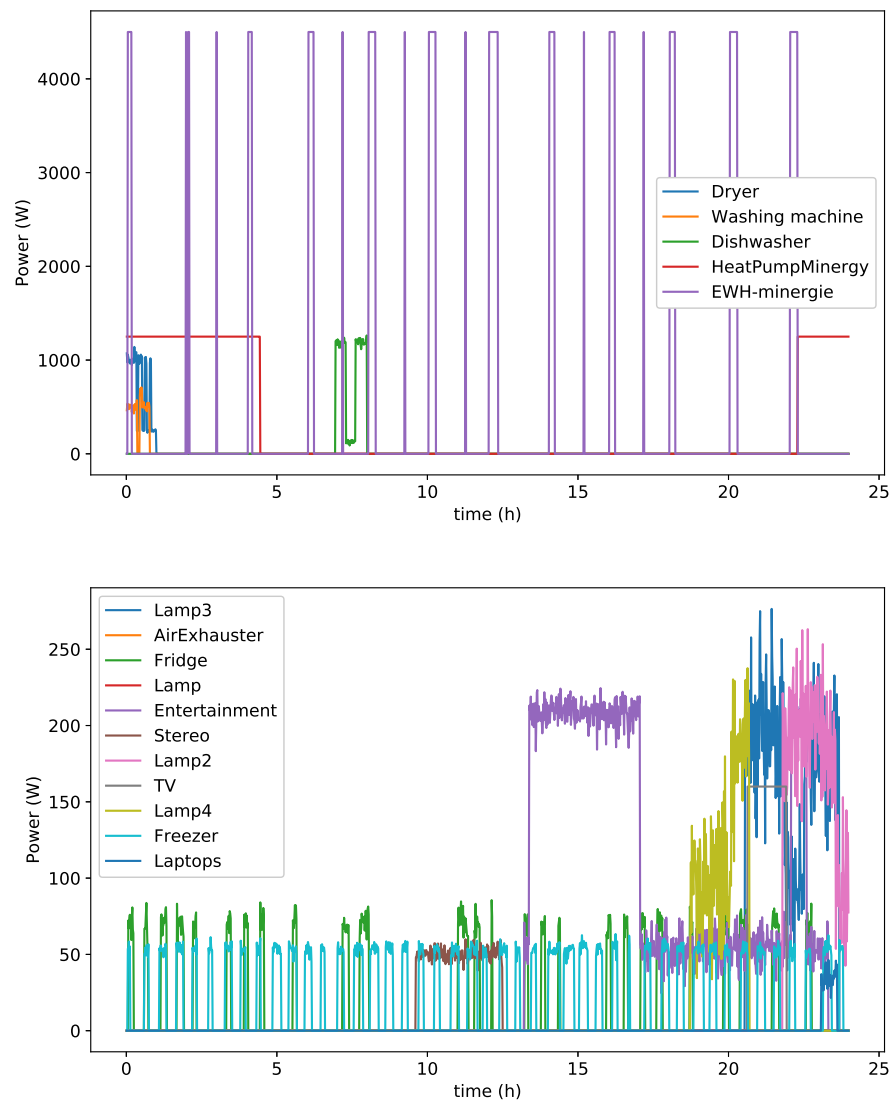 4000
3000
2000
1000
0
Power (W)
Dryer
Washing machine
Dishwasher
HeatPumpMinergy
EWH-minergie
0 5 10 15 20 25
time (h)
250
200
150
100
50
0
Power (W)
Lamp3
AirExhauster
Fridge
Lamp
Entertainment
Stereo
Lamp2
TV
Lamp4
Freezer
Laptops
0 5 10 15 20 25
time (h)